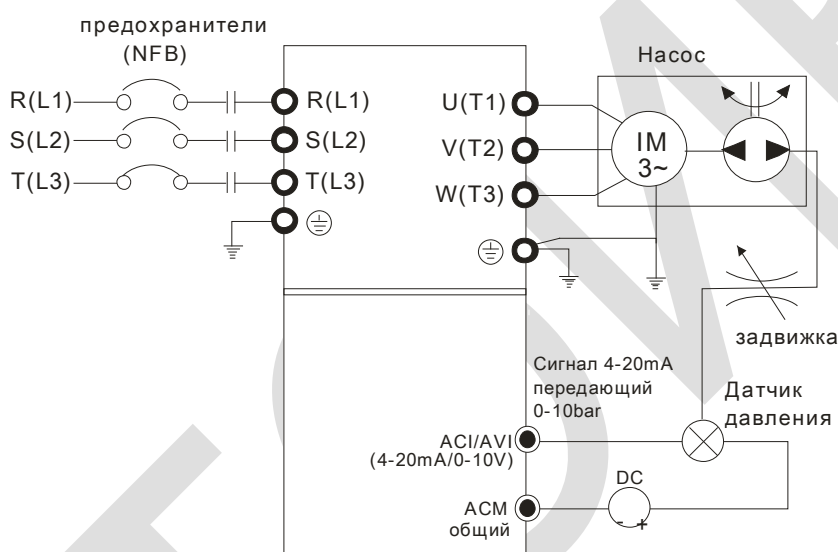 предохранители
(NFB)
Насос
R(L1)
R(L1)
U(T1)
S(L2)
S(L2)
V(T2)
IM
3~
T(L3)
T(L3)
W(T3)
задвижка
Сигнал 4-20mA
передающий
0-10bar
Датчик
давления
ACI/AVI
(4-20mA/0-10V)
DC
- +
ACM
общий